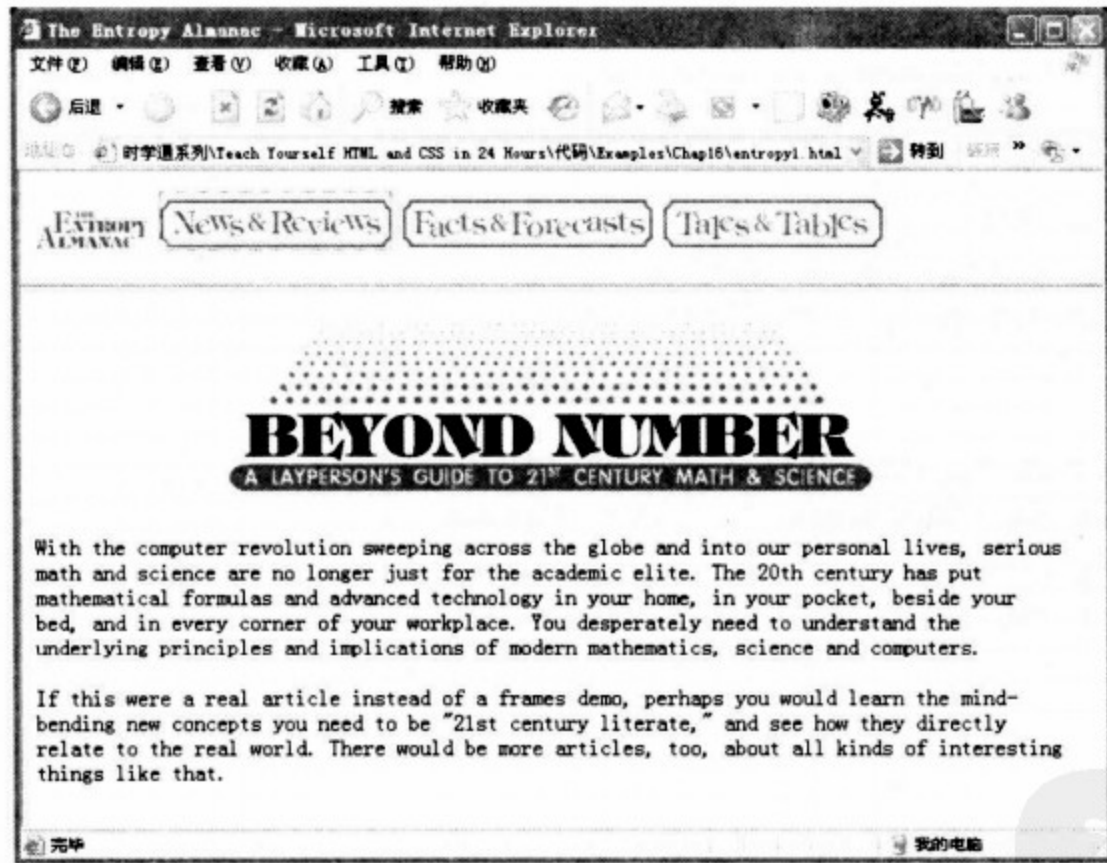 The Entropy Almanac - Microsoft Internet Explorer
文件(F) 编辑(E) 查看(V) 收藏(A) 工具(T) 帮助(H)
后退 搜索 收藏夹
时学通系列\Teach Yourself HTML and CSS in 24 Hours\代码\Examples\Chap16\entropy1.html 转到 »
THE ENTROPY ALMANAC News & Reviews Facts & Forecasts Tales & Tables
BEYOND NUMBER
A LAYPERSON'S GUIDE TO 21ST CENTURY MATH & SCIENCE
With the computer revolution sweeping across the globe and into our personal lives, serious
math and science are no longer just for the academic elite. The 20th century has put
mathematical formulas and advanced technology in your home, in your pocket, beside your
bed, and in every corner of your workplace. You desperately need to understand the
underlying principles and implications of modern mathematics, science and computers.
If this were a real article instead of a frames demo, perhaps you would learn the mind-
bending new concepts you need to be "21st century literate," and see how they directly
relate to the real world. There would be more articles, too, about all kinds of interesting
things like that.
完毕 我的电脑